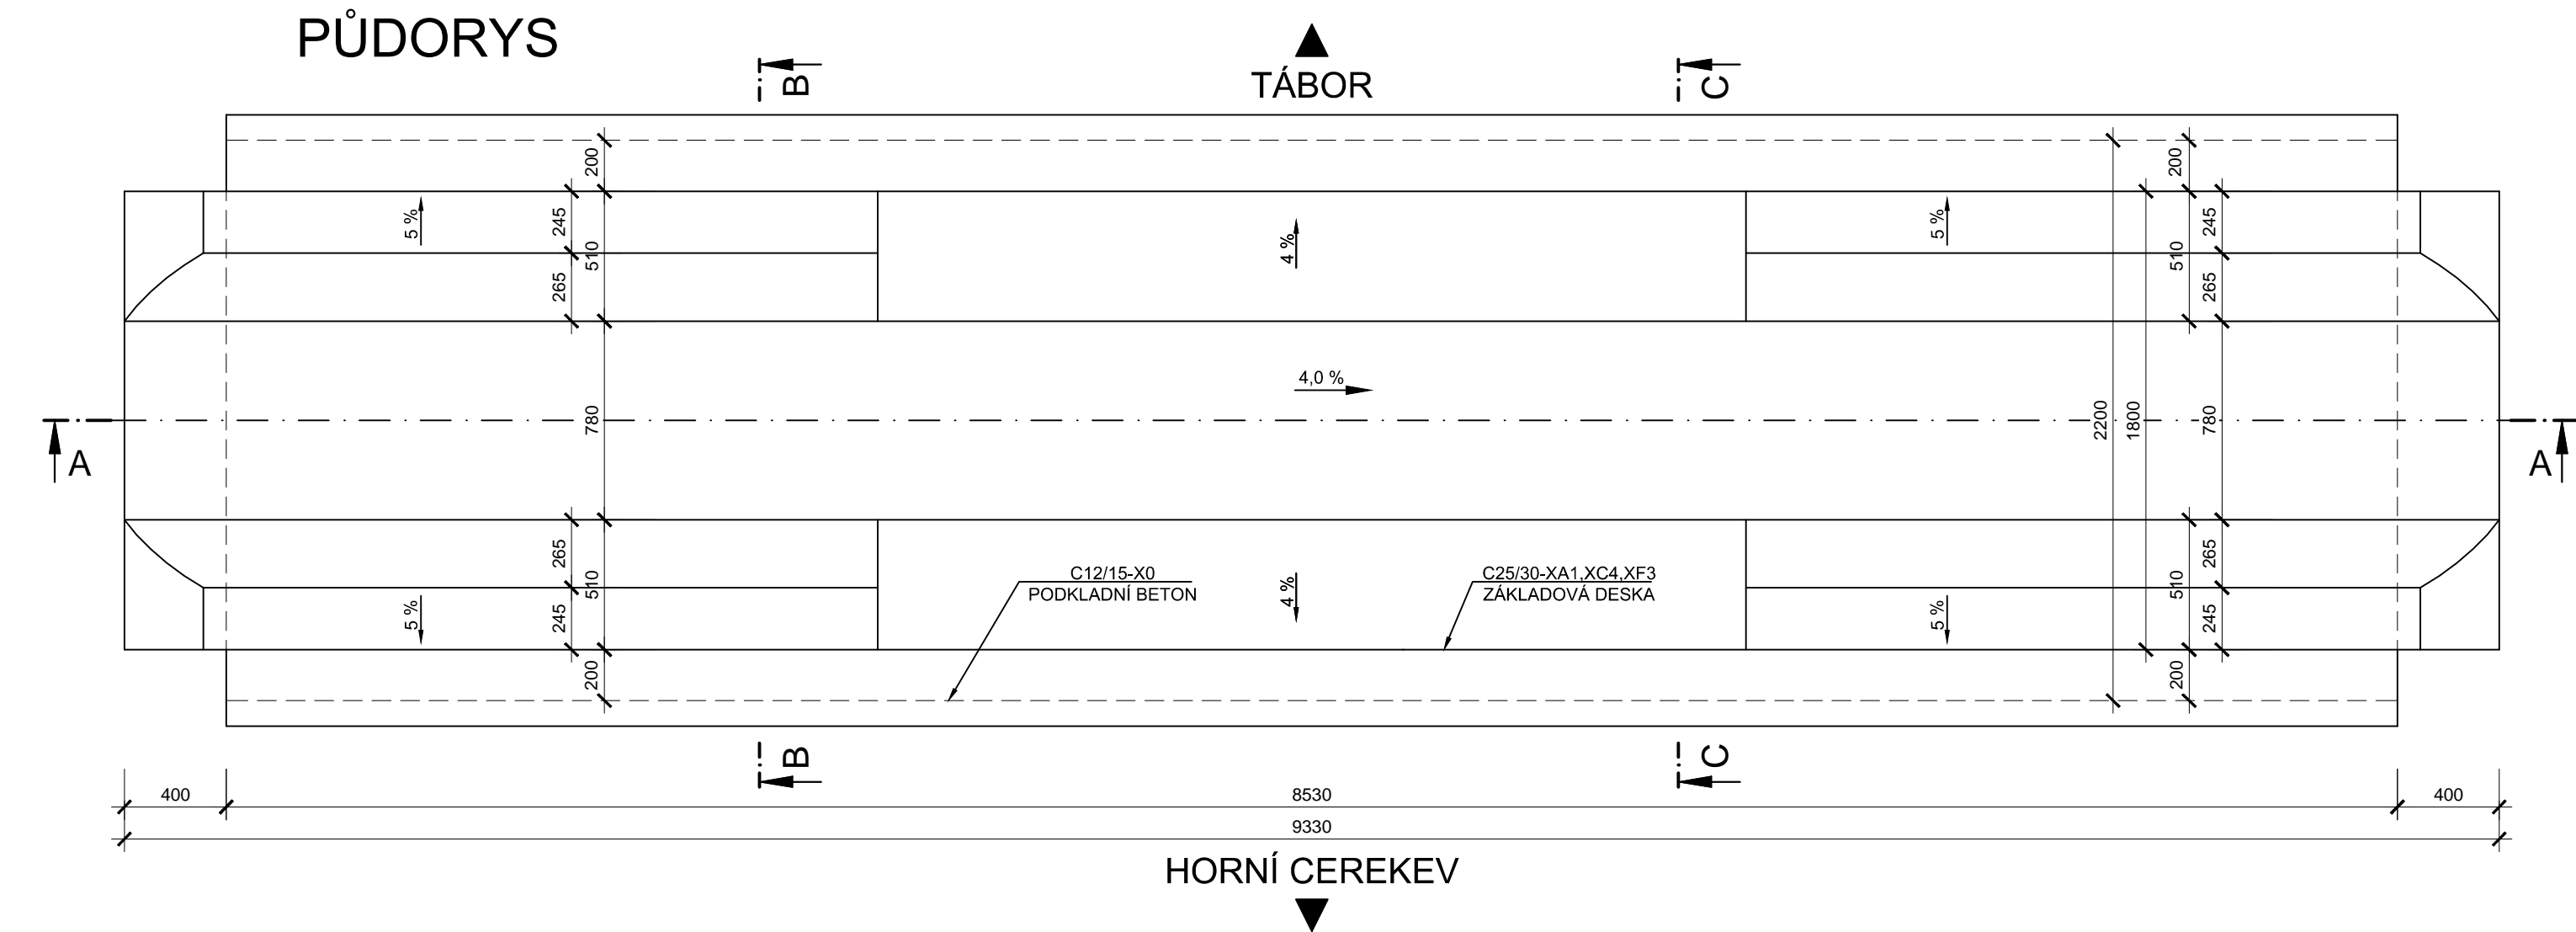 PŮDORYS
TÁBOR
B
C
200
245
510
265
780
265
510
245
200
5 %
5 %
4 %
4,0 %
4 %
5 %
5 %
200
245
510
265
2200
1800
780
265
510
245
200
A
A
C12/15-X0
PODKLADNÍ BETON
C25/30-XA1,XC4,XF3
ZÁKLADOVÁ DESKA
B
C
400
8530
400
9330
HORNÍ CEREKEV